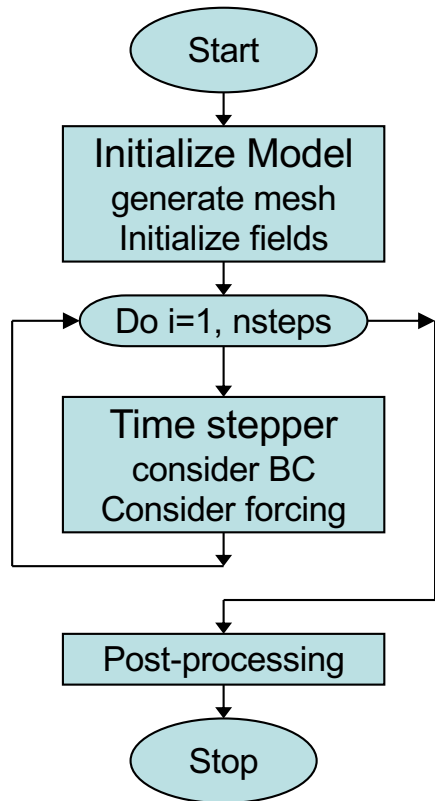 Start
Initialize Model
generate mesh
Initialize fields
Do i=1, nsteps
Time stepper
consider BC
Consider forcing
Post-processing
Stop